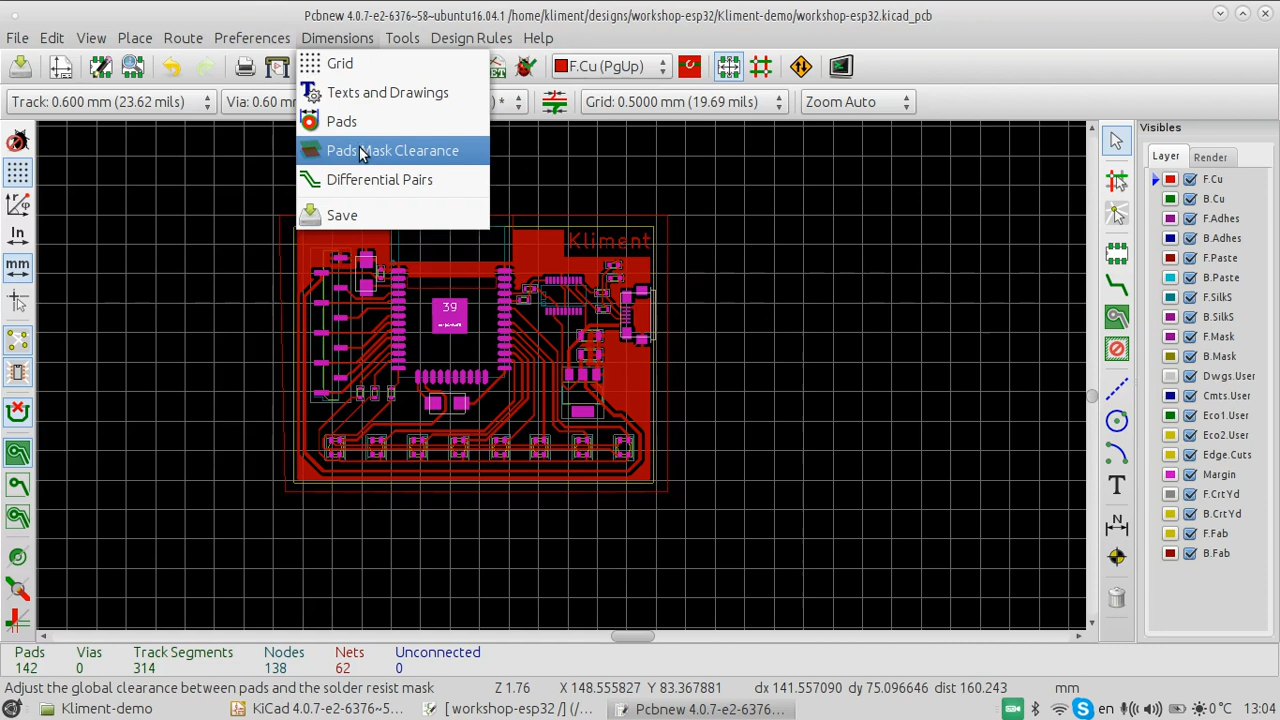 Pcbnew 4.0.7-e2-6376~58~ubuntu16.04.1 /home/kliment/designs/workshop-esp32/Kliment-demo/workshop-esp32.kicad_pcb
File Edit View Place Route Preferences Dimensions Tools Design Rules Help
F.Cu (PgUp)
Track: 0.600 mm (23.62 mils)
Via: 0.60 m
*
Grid: 0.5000 mm (19.69 mils)
Zoom Auto
Grid
Texts and Drawings
Pads
Pads Mask Clearance
Differential Pairs
Save
In
mm
Kliment
39
Visibles
Layer Render
F.Cu
B.Cu
F.Adhes
B.Adhes
F.Paste
B.Paste
F.SilkS
B.SilkS
F.Mask
B.Mask
Dwgs.User
Cmts.User
Eco1.User
Eco2.User
Edge.Cuts
Margin
F.CrtYd
B.CrtYd
F.Fab
B.Fab
Pads Vias Track Segments Nodes Nets Unconnected
142 0 314 138 62 0
Adjust the global clearance between pads and the solder resist mask Z 1.76 X 148.555827 Y 83.367881 dx 141.557090 dy 75.096646 dist 160.243 mm
Kliment-demo
KiCad 4.0.7-e2-6376~5...
[ workshop-esp32 ] (/...
Pcbnew 4.0.7-e2-6376...
en
0°C
13:04